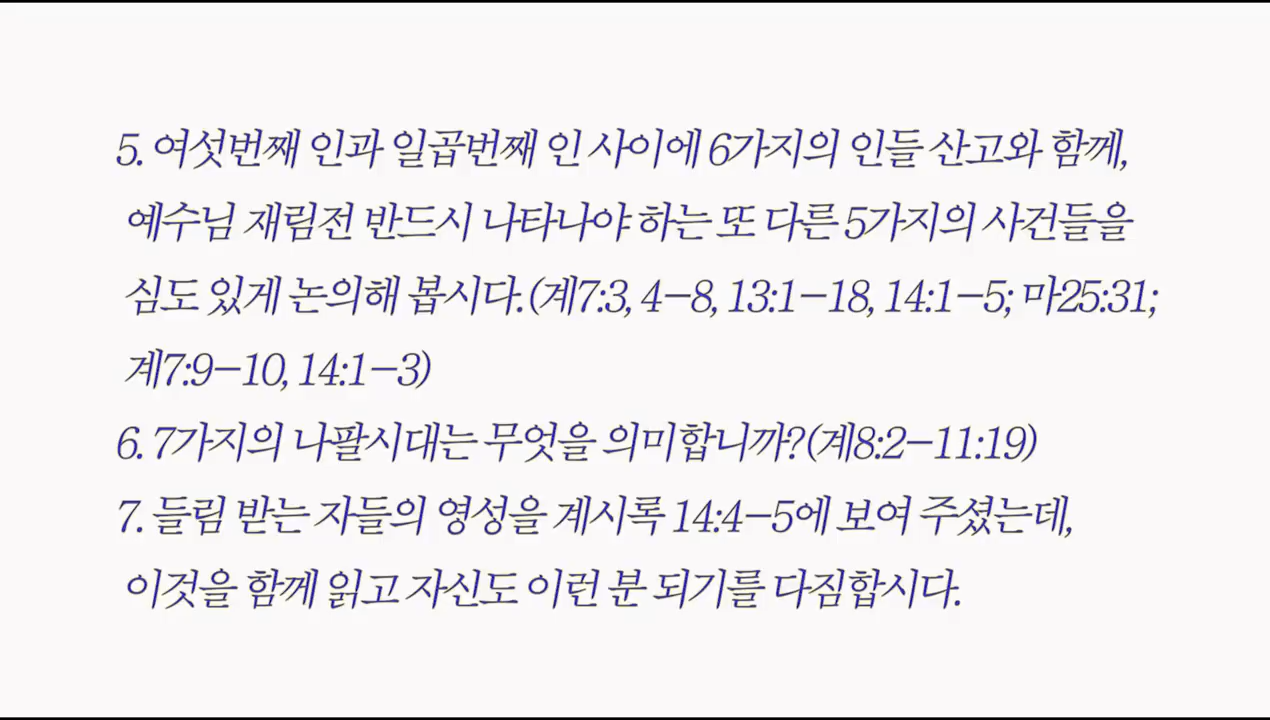 5. 여섯번째 인과 일곱번째 인 사이에 6가지의 인들 산고와 함께,
예수님 재림전 반드시 나타나야 하는 또 다른 5가지의 사건들을
심도 있게 논의해 봅시다.(계7:3, 4-8, 13:1-18, 14:1-5; 마25:31;
계7:9-10, 14:1-3)
6. 7가지의 나팔시대는 무엇을 의미합니까?(계8:2-11:19)
7. 들림 받는 자들의 영성을 계시록 14:4-5에 보여 주셨는데,
이것을 함께 읽고 자신도 이런 분 되기를 다짐합시다.